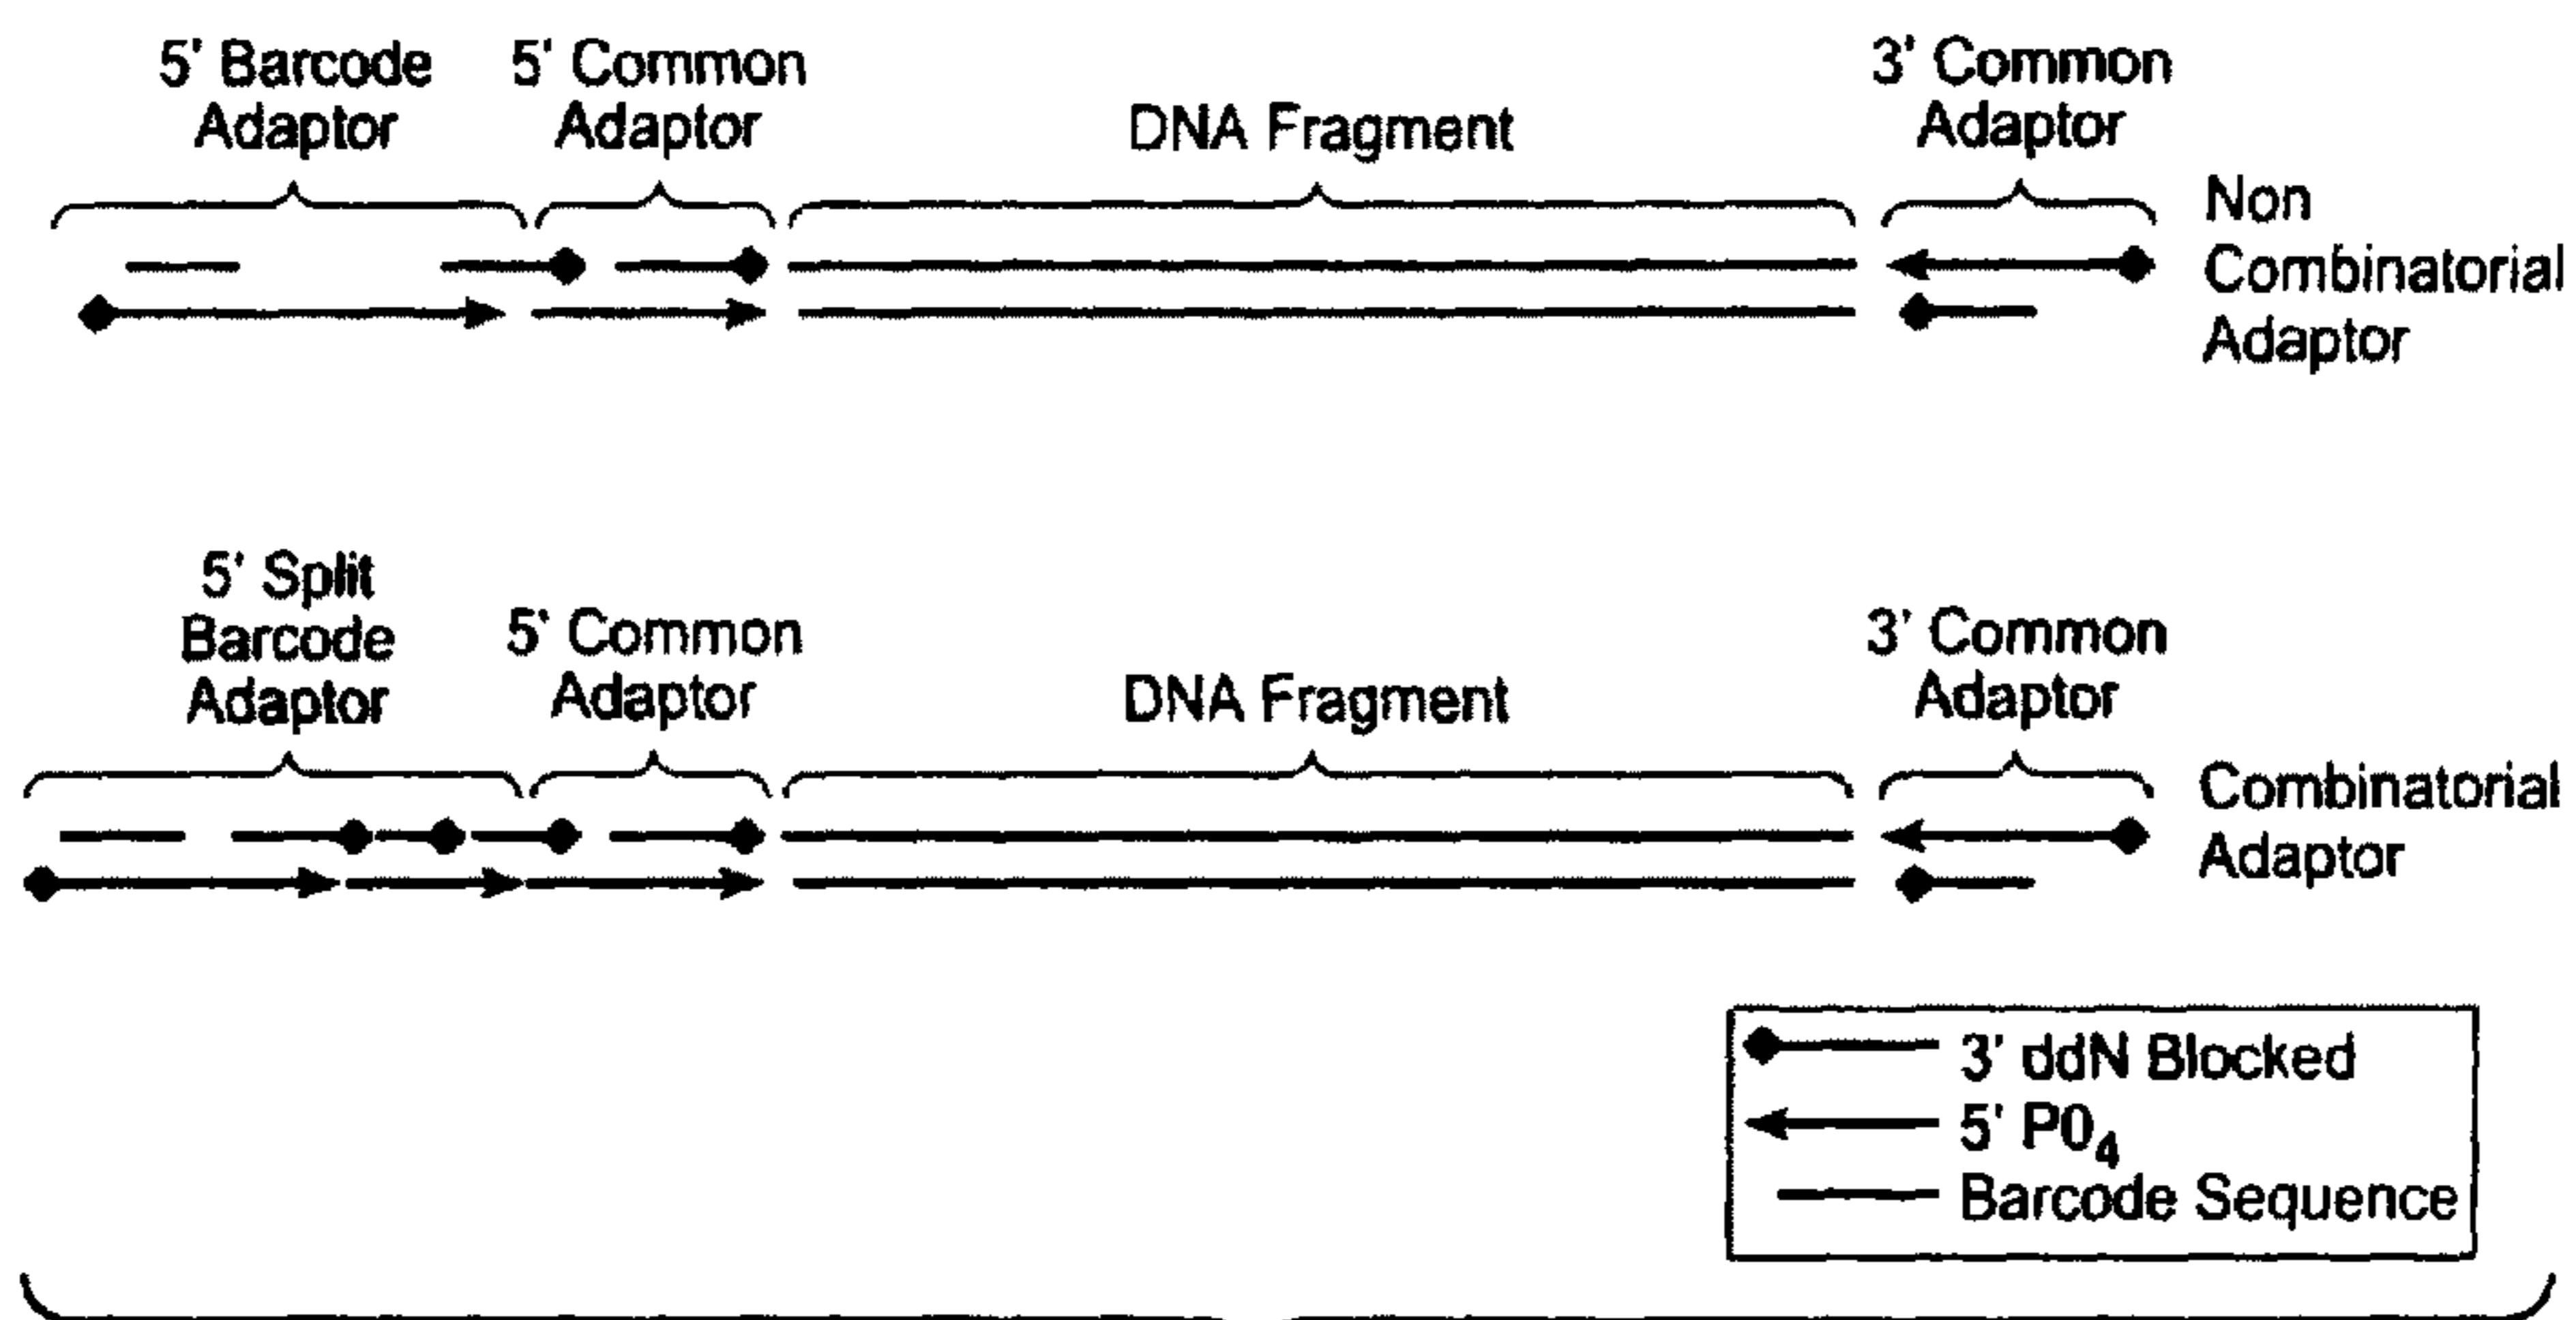 5' Barcode
Adaptor
5' Common
Adaptor
DNA Fragment
3' Common
Adaptor
Non
Combinatorial
Adaptor
5' Split
Barcode
Adaptor
5' Common
Adaptor
DNA Fragment
3' Common
Adaptor
Combinatorial
Adaptor
3' ddN Blocked
5' P0₄
Barcode Sequence